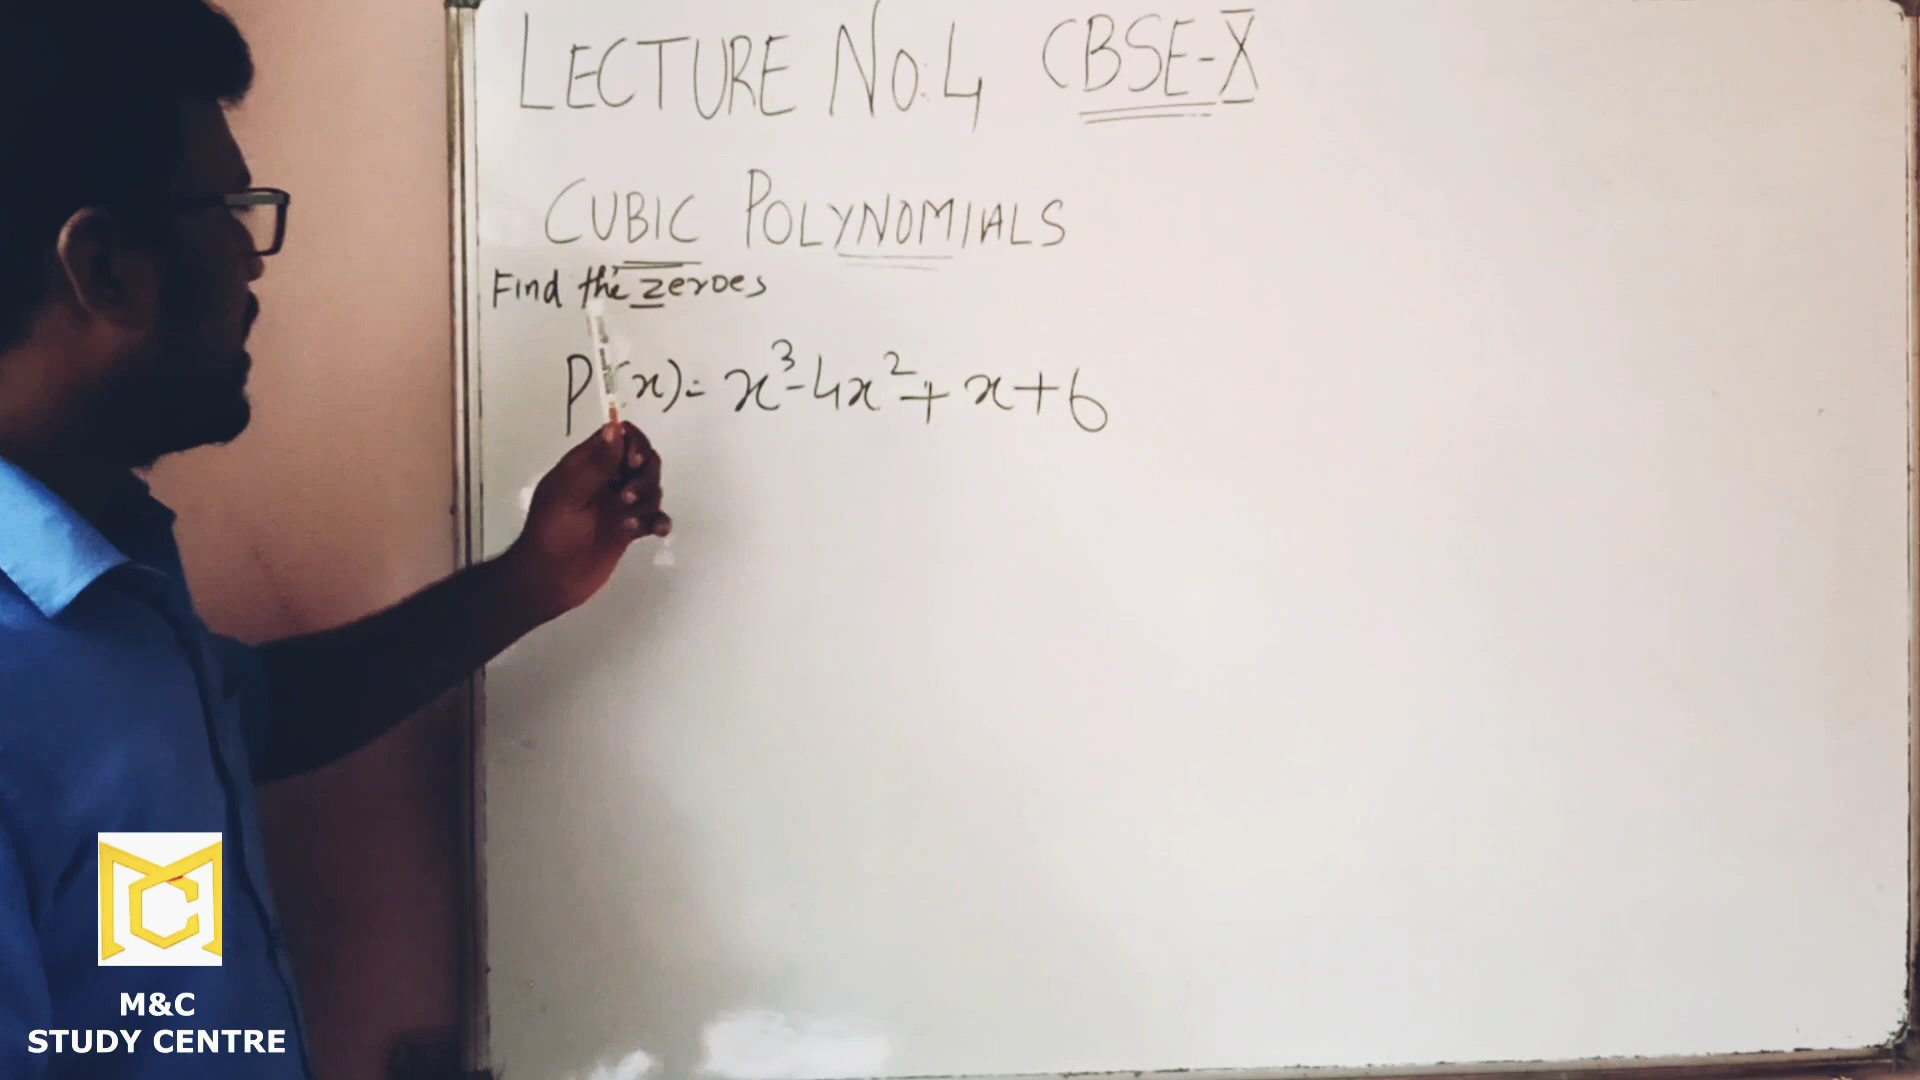 LECTURE No:4 CBSE-X
CUBIC POLYNOMIALS
Find the zeroes
P(x)= x³-4x²+x+6
M&C
STUDY CENTRE